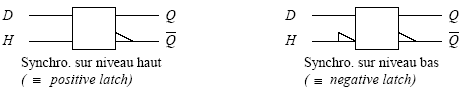 D Q D Q
H Q̅ H Q̅
Synchro. sur niveau haut Synchro. sur niveau bas
( ≡ positive latch) ( ≡ negative latch)